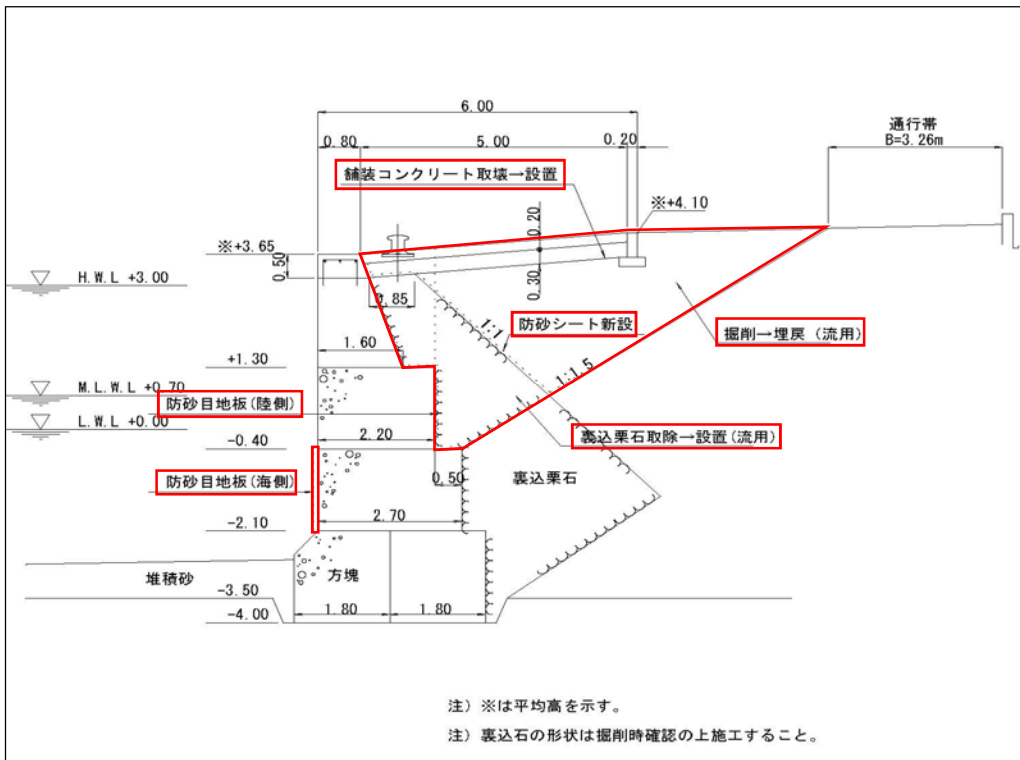 6.00
通行帯
B=3.26m
0.80
5.00
0.20
舗装コンクリート取壊→設置
※+4.10
※+3.65
0.20
0.50
H.W.L +3.00
0.30
.85
1:1
防砂シート新設
掘削→埋戻（流用）
1.60
+1.30
1:1.5
M.L.W.L +0.70
防砂目地板(陸側)
L.W.L +0.00
2.20
裏込栗石取除→設置(流用)
-0.40
0.50
裏込栗石
防砂目地板(海側)
2.70
-2.10
堆積砂
方塊
-3.50
1.80
1.80
-4.00
注）※は平均高を示す。
注）裏込石の形状は掘削時確認の上施工すること。